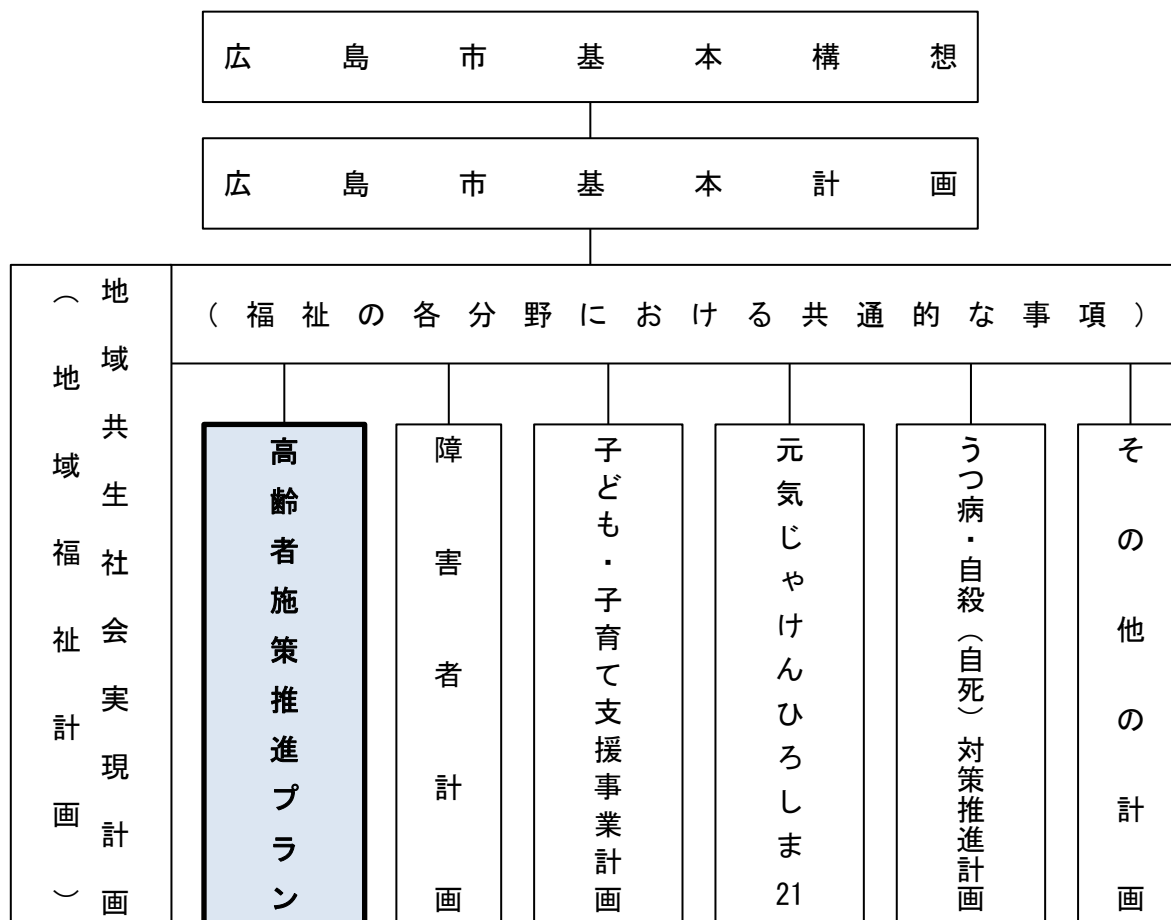 広島市基本構想
広島市基本計画
地域共生社会実現計画
（地域福祉計画）
（福祉の各分野における共通的な事項）
高齢者施策推進プラン
障害者計画
子ども・子育て支援事業計画
元気じゃけんひろしま21
うつ病・自殺（自死）対策推進計画
その他の計画